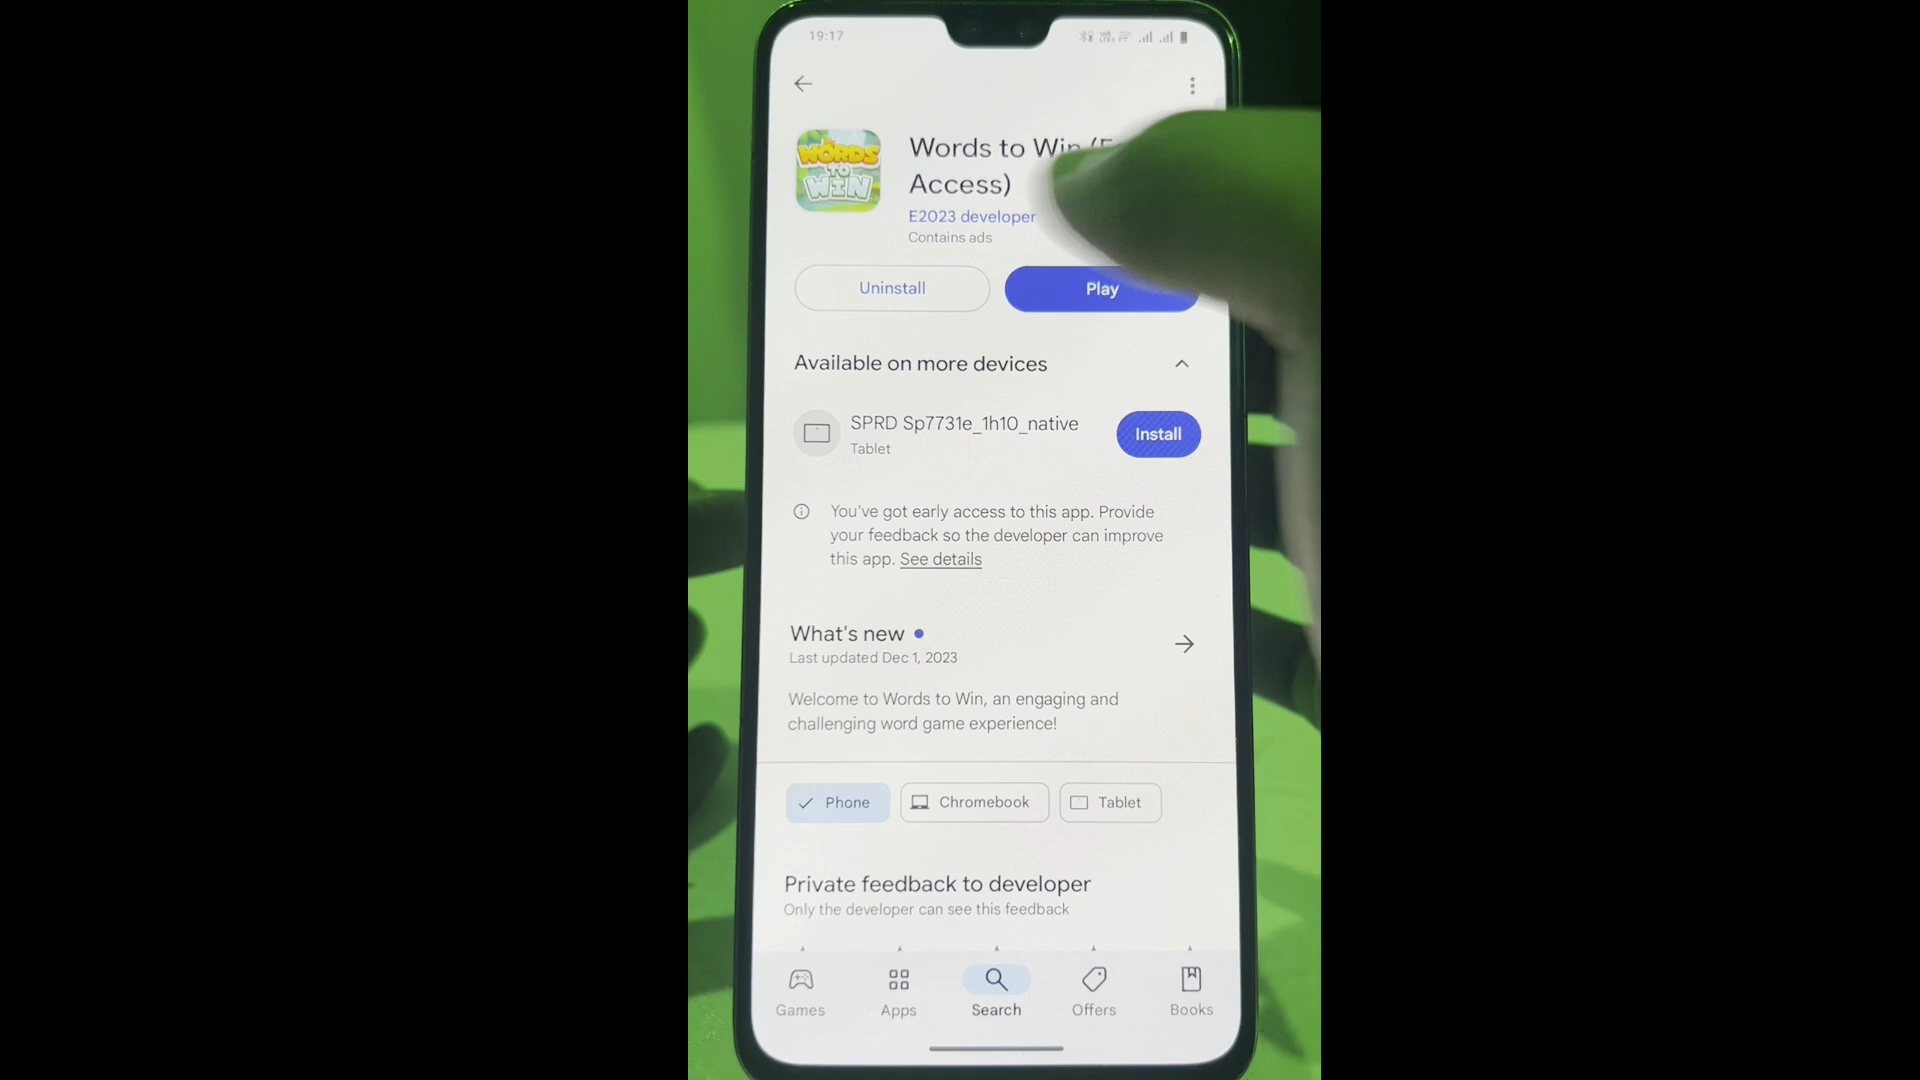 19:17
WORDS
TO
WIN
Words to Win
Access)
E2023 developer
Contains ads
Uninstall
Play
Available on more devices
SPRD Sp7731e_1h10_native
Tablet
Install
You've got early access to this app. Provide
your feedback so the developer can improve
this app. See details
What's new
Last updated Dec 1, 2023
Welcome to Words to Win, an engaging and
challenging word game experience!
Phone
Chromebook
Tablet
Private feedback to developer
Only the developer can see this feedback
Games
Apps
Search
Offers
Books